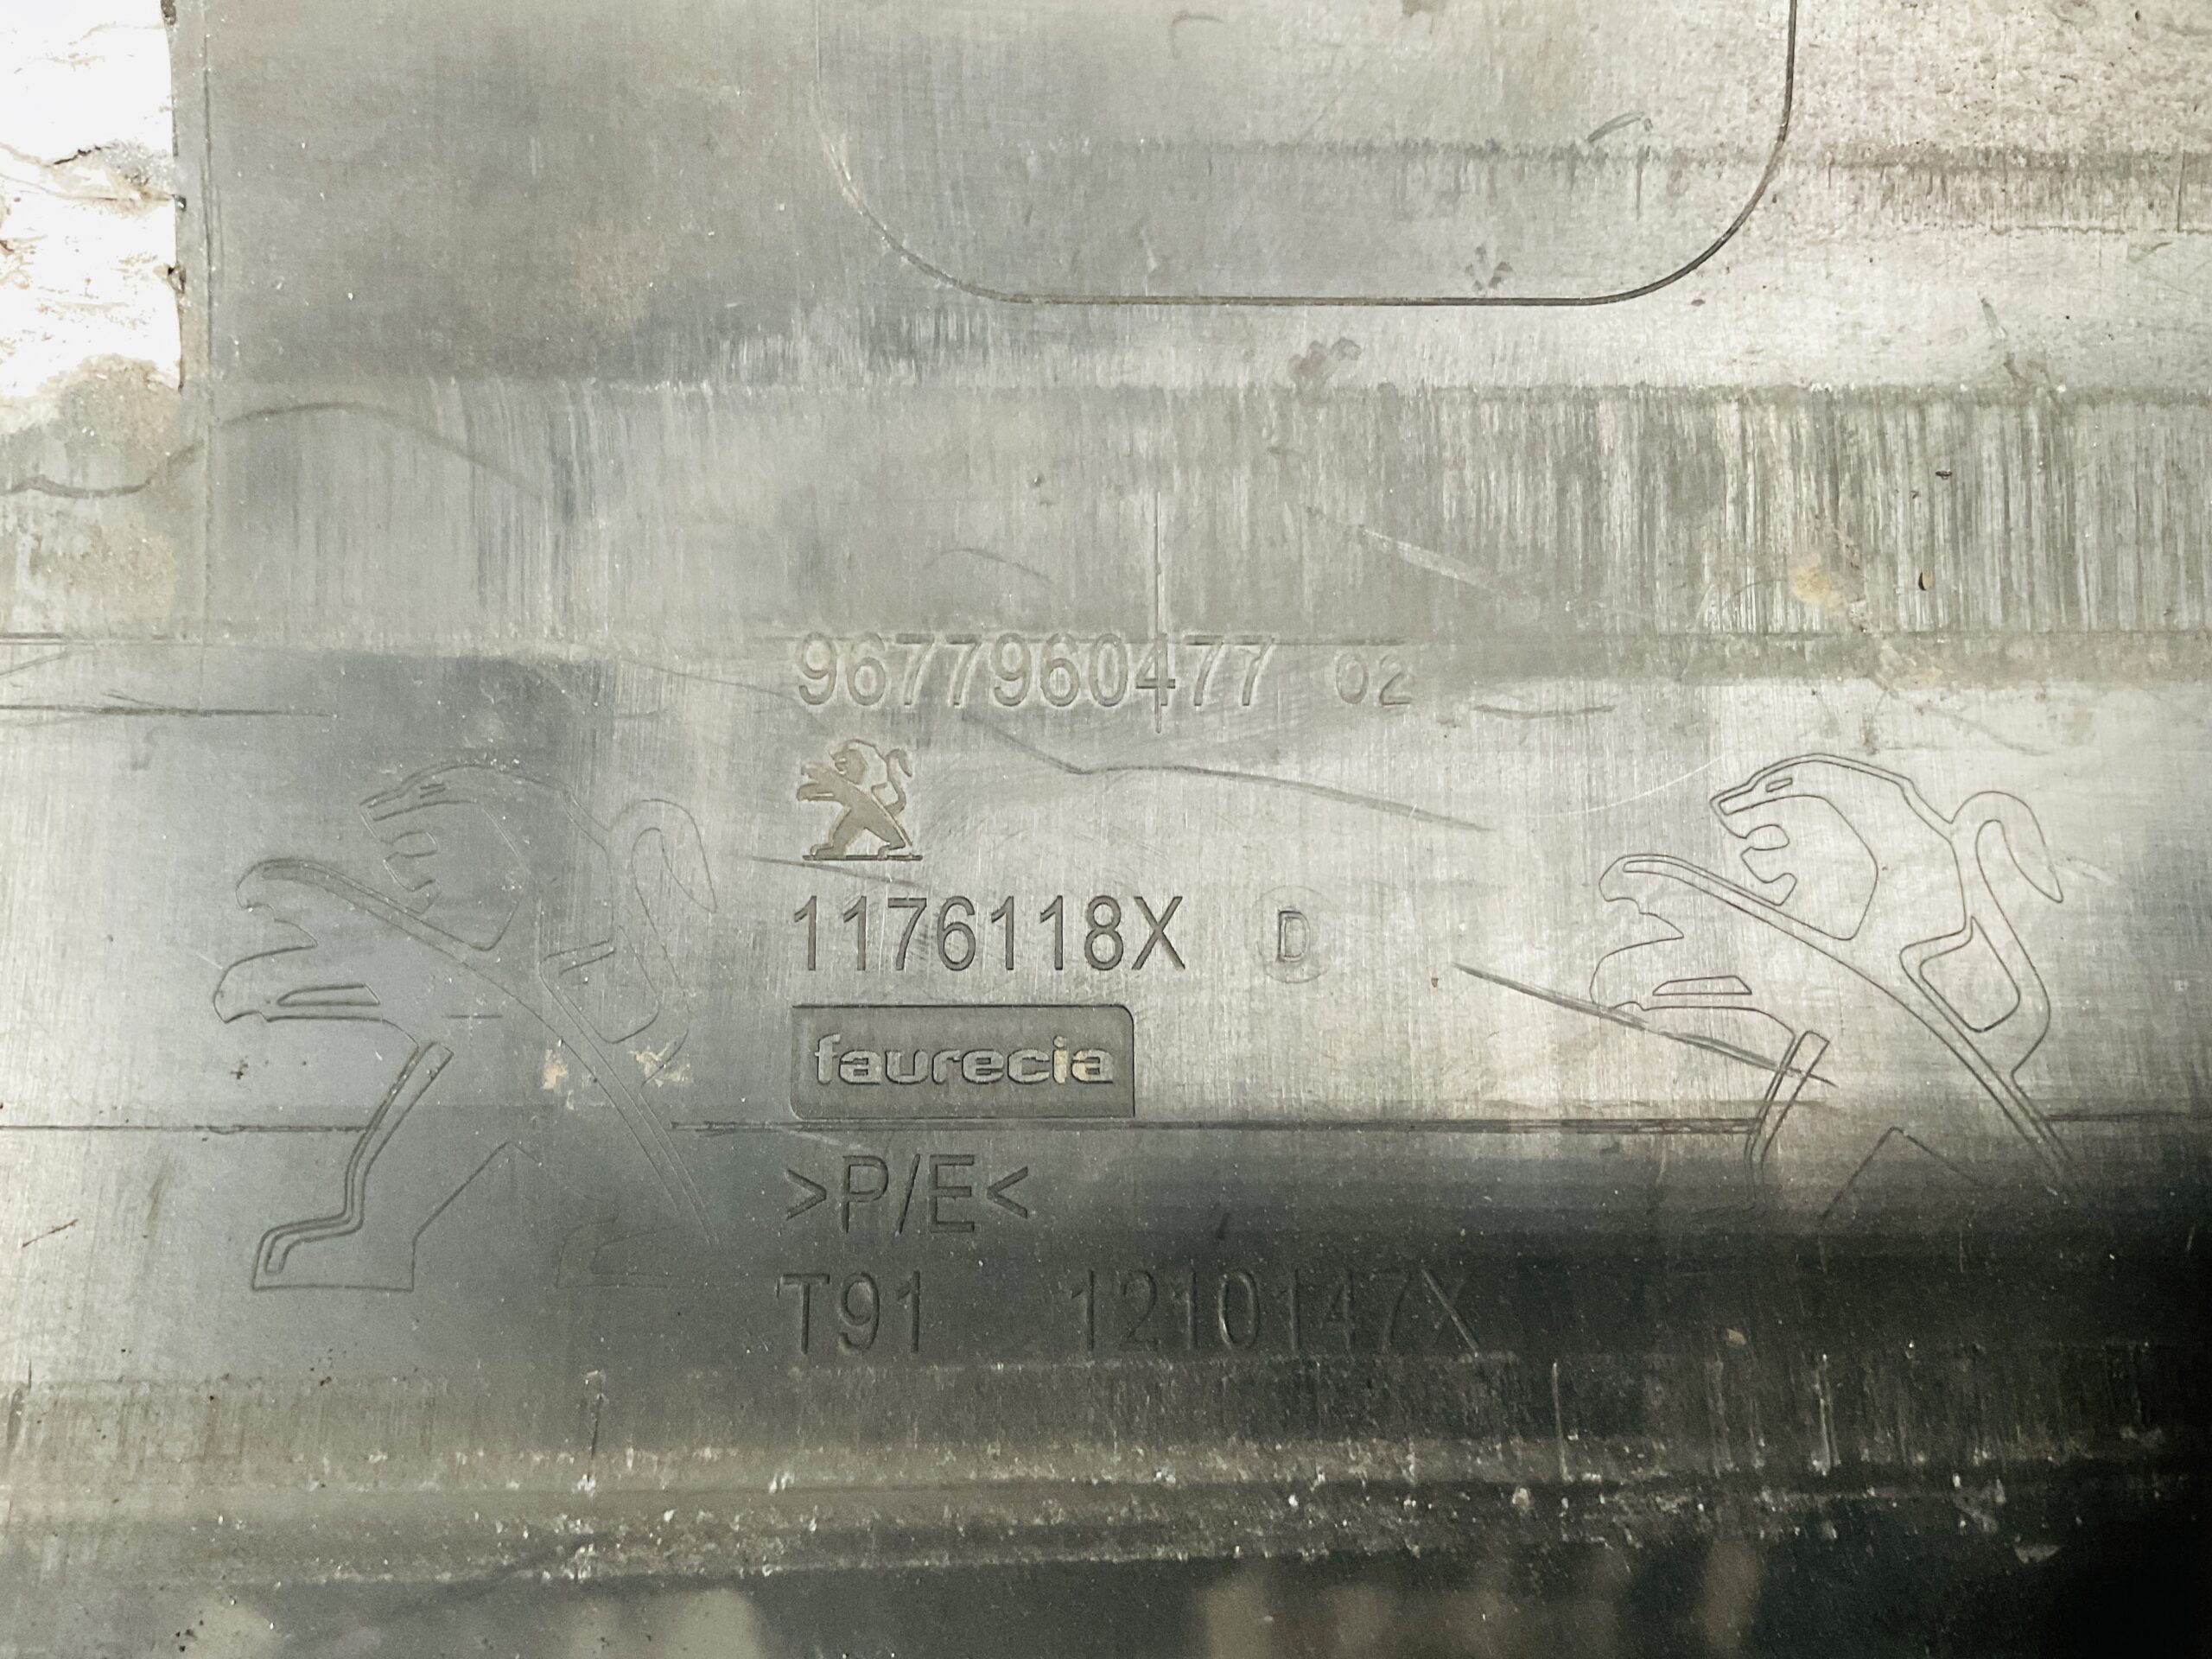 9677960477 02
1176118X D
faurecia
>P/E<
T91 1210147X